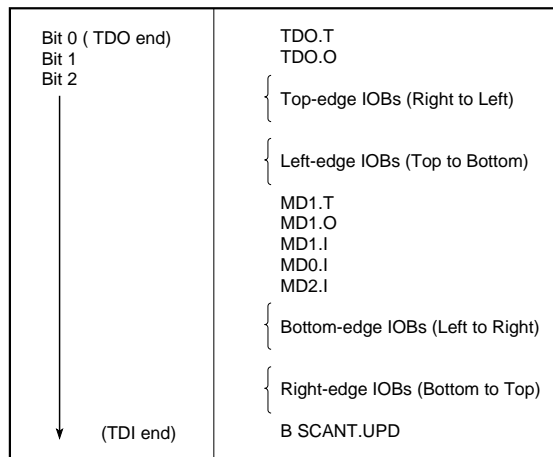 Bit 0 ( TDO end)
Bit 1
Bit 2
(TDI end)
TDO.T
TDO.O
Top-edge IOBs (Right to Left)
Left-edge IOBs (Top to Bottom)
MD1.T
MD1.O
MD1.I
MD0.I
MD2.I
Bottom-edge IOBs (Left to Right)
Right-edge IOBs (Bottom to Top)
B SCANT.UPD